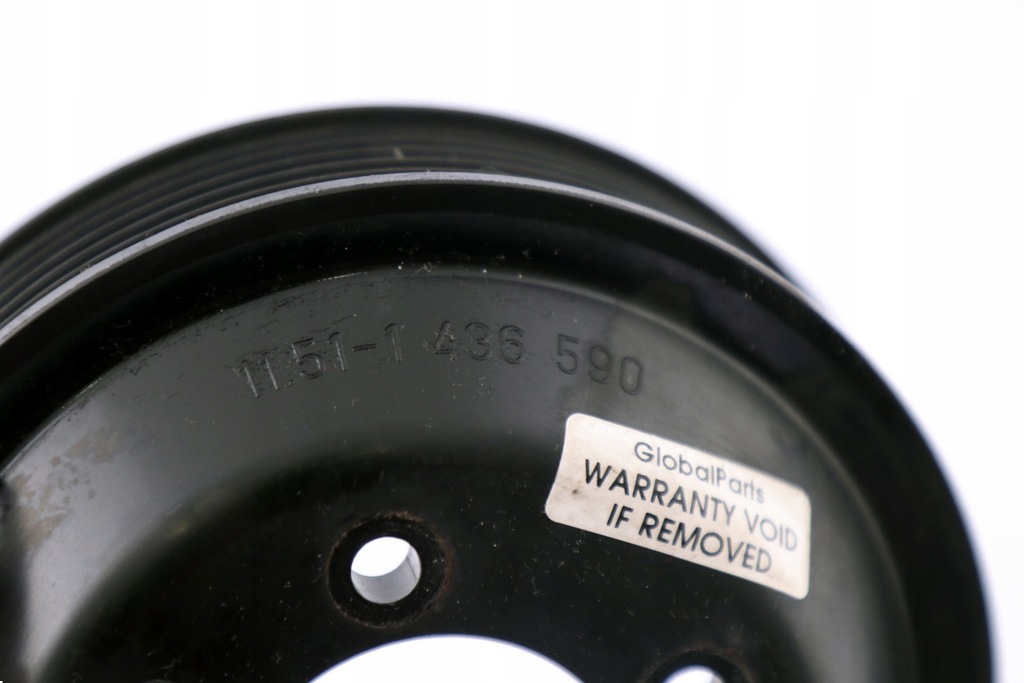 11.51-1 436 590
GlobalParts
WARRANTY VOID
IF REMOVED